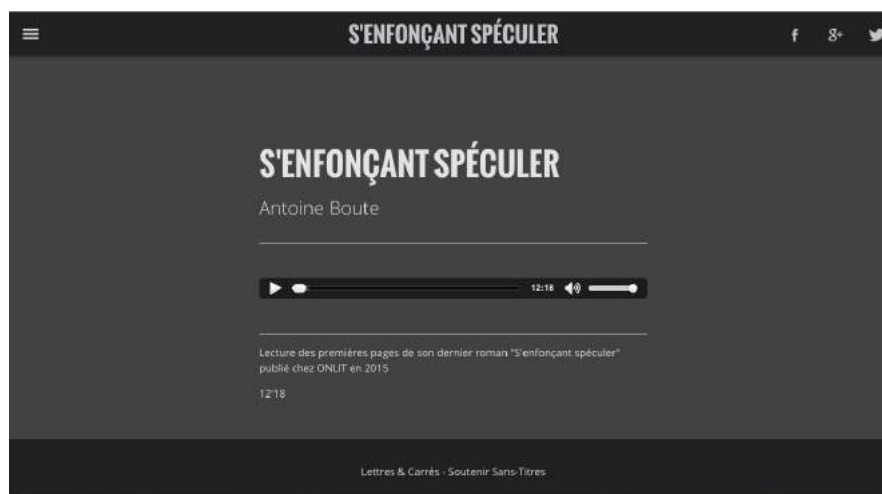 S'ENFONÇANT SPÉCULER
f 8+
S'ENFONÇANT SPÉCULER
Antoine Boute
12:18
Lecture des premières pages de son dernier roman "S'enfonçant spéculer"
publié chez ONLIT en 2015
12'18
Lettres & Carrés - Soutenir Sans-Titres